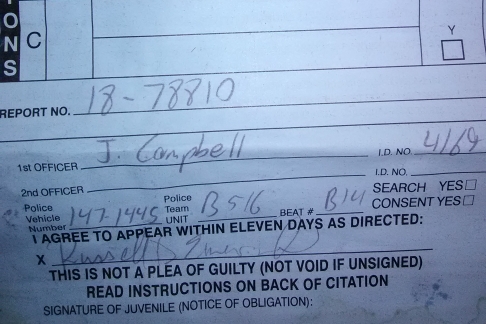 IONS
C
Y
REPORT NO. 18-78810
1ST OFFICER J. Campbell I.D. NO. 4169
2ND OFFICER I.D. NO.
Police Vehicle Number 147-1445 Police Team UNIT B516 BEAT # B14 SEARCH YES
CONSENT YES
I AGREE TO APPEAR WITHIN ELEVEN DAYS AS DIRECTED:
X Russell D
THIS IS NOT A PLEA OF GUILTY (NOT VOID IF UNSIGNED)
READ INSTRUCTIONS ON BACK OF CITATION
SIGNATURE OF JUVENILE (NOTICE OF OBLIGATION):